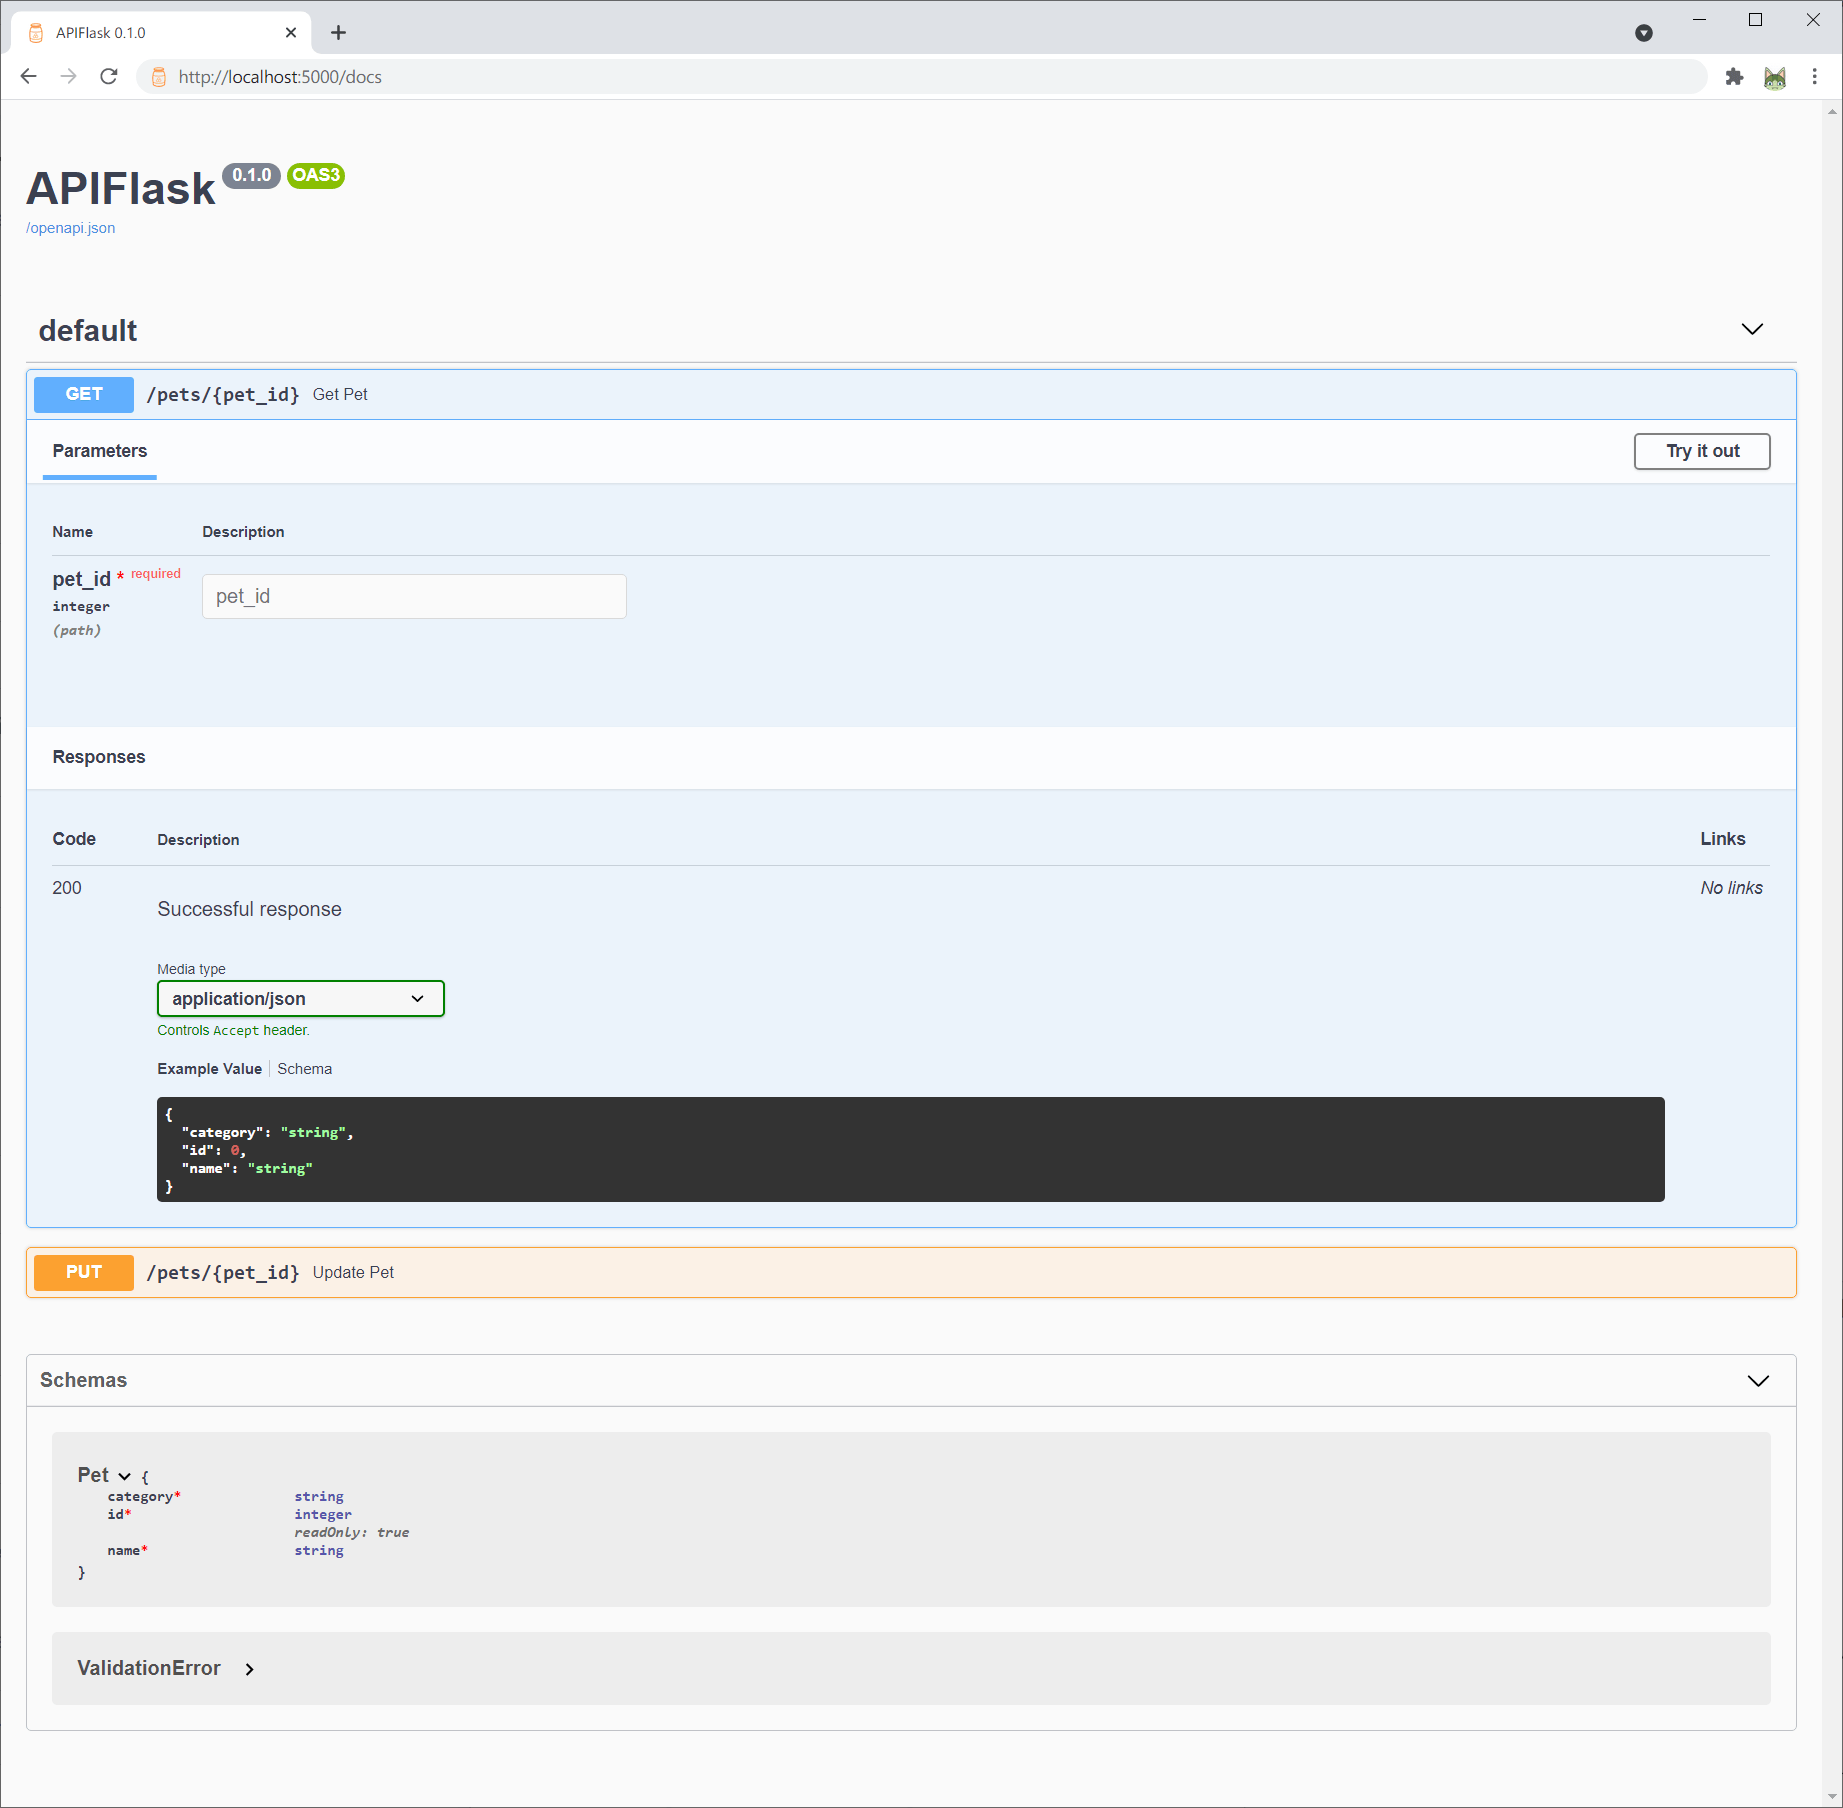 APIFlask 0.1.0
http://localhost:5000/docs
APIFlask 0.1.0 OAS3
/openapi.json
default
GET /pets/{pet_id} Get Pet
Parameters
Try it out
Name Description
pet_id * required
integer
(path)
pet_id
Responses
Code Description Links
200
Successful response
No links
Media type
application/json
Controls Accept header.
Example Value Schema
{
"category": "string",
"id": 0,
"name": "string"
}
PUT /pets/{pet_id} Update Pet
Schemas
Pet {
category* string
id* integer
readOnly: true
name* string
}
ValidationError